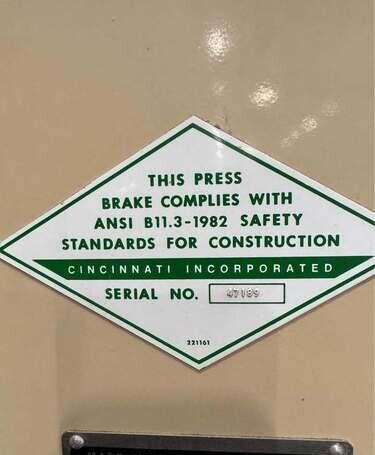 THIS PRESS
BRAKE COMPLIES WITH
ANSI B11.3-1982 SAFETY
STANDARDS FOR CONSTRUCTION
CINCINNATI INCORPORATED
SERIAL NO. 47189
221161